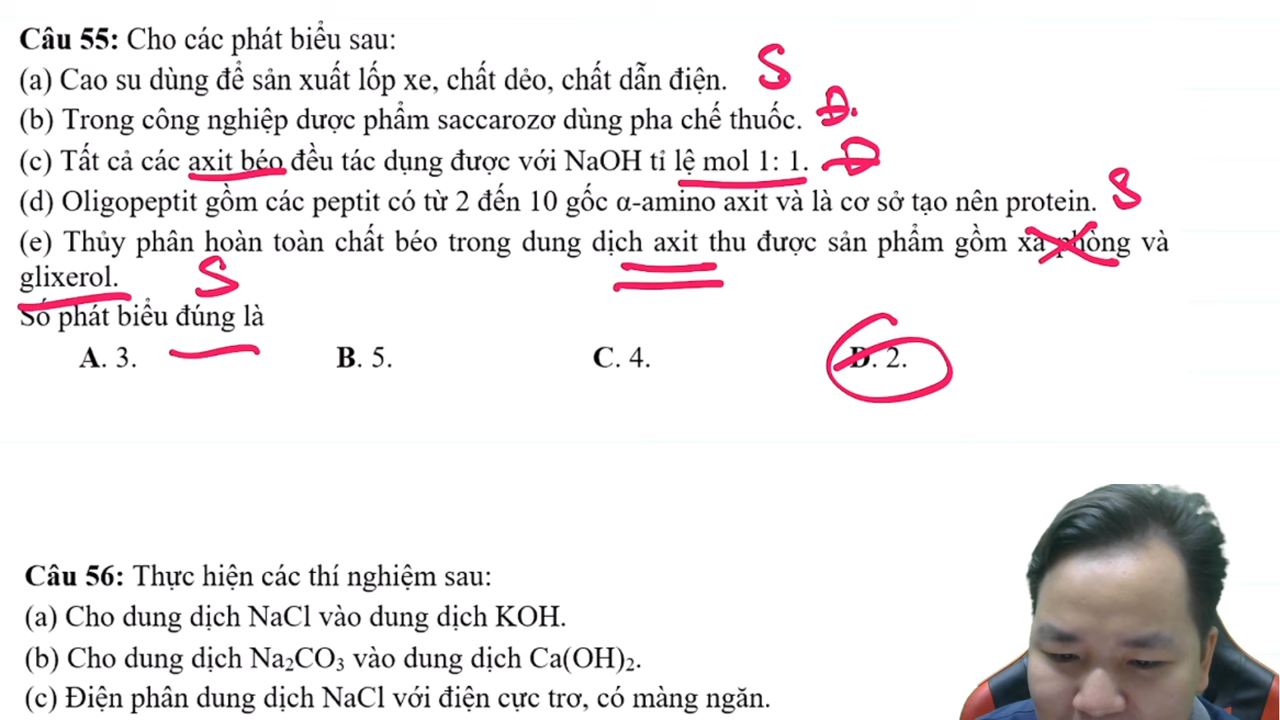 Câu 55: Cho các phát biểu sau:
(a) Cao su dùng để sản xuất lốp xe, chất dẻo, chất dẫn điện. S
(b) Trong công nghiệp dược phẩm saccarozơ dùng pha chế thuốc. Đ.
(c) Tất cả các axit béo đều tác dụng được với NaOH tỉ lệ mol 1: 1. Đ
(d) Oligopeptit gồm các peptit có từ 2 đến 10 gốc α-amino axit và là cơ sở tạo nên protein. S
(e) Thủy phân hoàn toàn chất béo trong dung dịch axit thu được sản phẩm gồm xà phòng và
glixerol. S
Số phát biểu đúng là
A. 3. B. 5. C. 4. D. 2.
Câu 56: Thực hiện các thí nghiệm sau:
(a) Cho dung dịch NaCl vào dung dịch KOH.
(b) Cho dung dịch Na₂CO₃ vào dung dịch Ca(OH)₂.
(c) Điện phân dung dịch NaCl với điện cực trơ, có màng ngăn.